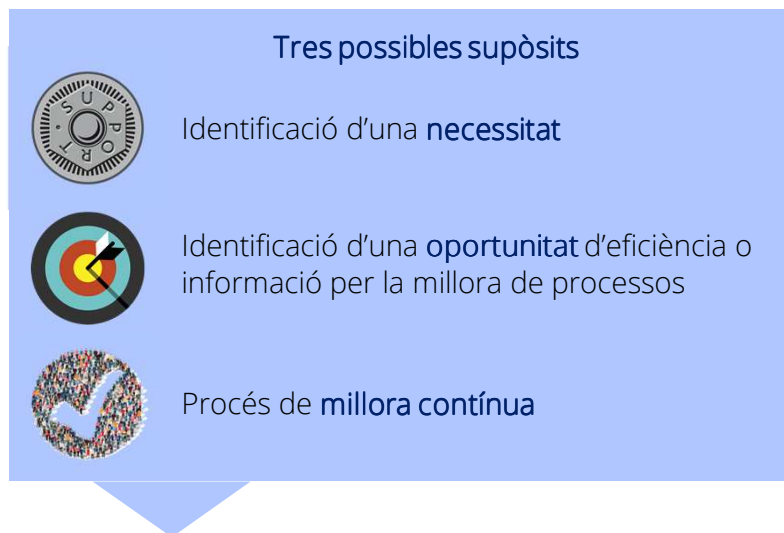 Tres possibles supòsits
SUPPORT
Identificació d'una necessitat
Identificació d'una oportunitat d'eficiència o
informació per la millora de processos
Procés de millora contínua